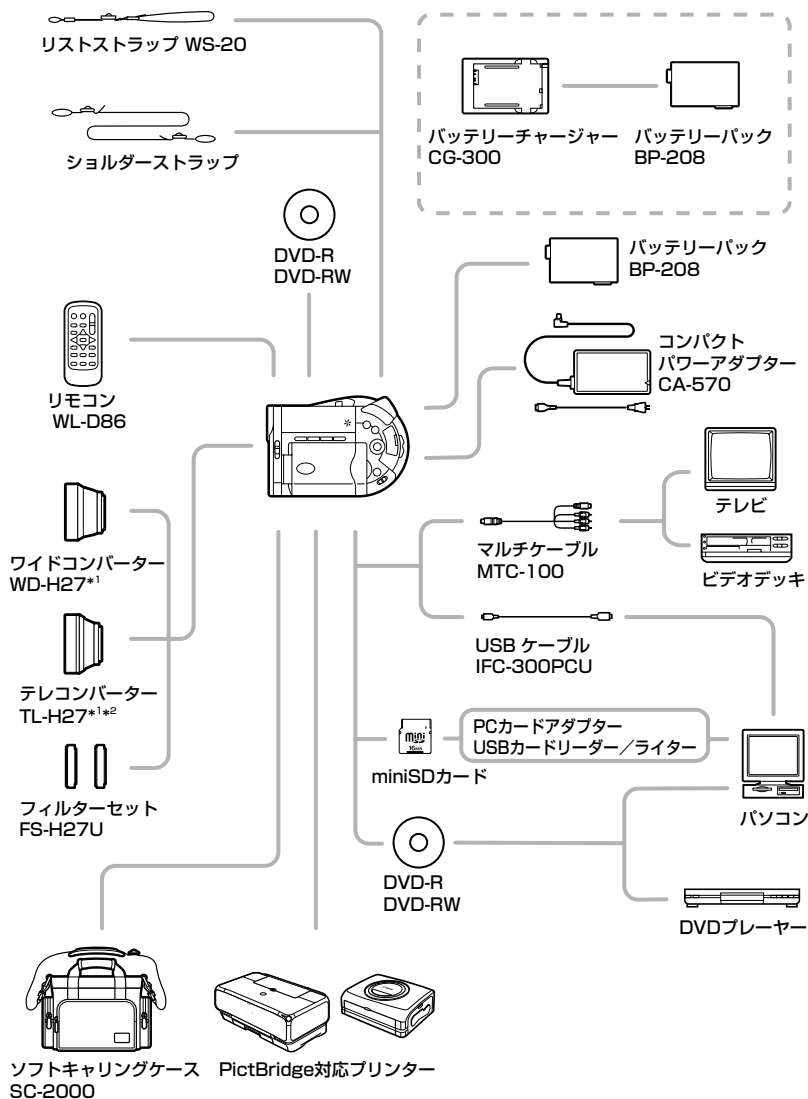 リストストラップ WS-20
ショルダーストラップ
バッテリーチャージャー
CG-300
バッテリーパック
BP-208
DVD-R
DVD-RW
バッテリーパック
BP-208
コンパクト
パワーアダプター
CA-570
リモコン
WL-D86
テレビ
ビデオデッキ
マルチケーブル
MTC-100
ワイドコンバーター
WD-H27*1
USB ケーブル
IFC-300PCU
テレコンバーター
TL-H27*1*2
PCカードアダプター
USBカードリーダー／ライター
mini
16MB
miniSDカード
パソコン
フィルターセット
FS-H27U
DVD-R
DVD-RW
DVDプレーヤー
ソフトキャリングケース
SC-2000
PictBridge対応プリンター